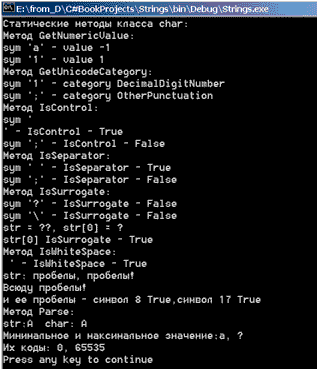 E:\from_D\C#BookProjects\Strings\bin\Debug\Strings.exe
Статические методы класса char:
Метод GetNumericValue:
sym 'a' - value -1
sym '1' - value 1
Метод GetUnicodeCategory:
sym '1' - category DecimalDigitNumber
sym ';' - category OtherPunctuation
Метод IsControl:
sym '
' - IsControl - True
sym ';' - IsControl - False
Метод IsSeparator:
sym ' ' - IsSeparator - True
sym ';' - IsSeparator - False
Метод IsSurrogate:
sym '?' - IsSurrogate - False
sym '\' - IsSurrogate - False
str = ??, str[0] = ?
str[0] IsSurrogate - True
Метод IsWhiteSpace:
' - IsWhiteSpace - True
str: пробелы, пробелы!
Всюду пробелы!
и ее пробелы - символ 8 True,символ 17 True
Метод Parse:
str:A char: A
Мининальное и максинальное значение:а, ?
Их коды: 0, 65535
Press any key to continue